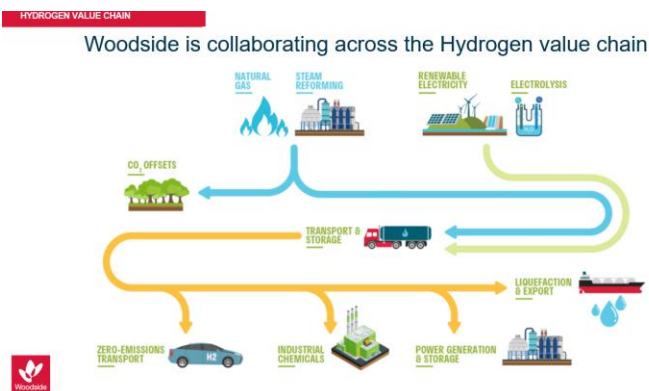 HYDROGEN VALUE CHAIN
Woodside is collaborating across the Hydrogen value chain
NATURAL
GAS
STEAM
REFORMING
RENEWABLE
ELECTRICITY
ELECTROLYSIS
H₂O
CO₂ OFFSETS
TRANSPORT &
STORAGE
LIQUEFACTION
& EXPORT
ZERO-EMISSIONS
TRANSPORT
H2
INDUSTRIAL
CHEMICALS
POWER GENERATION
& STORAGE
Woodside